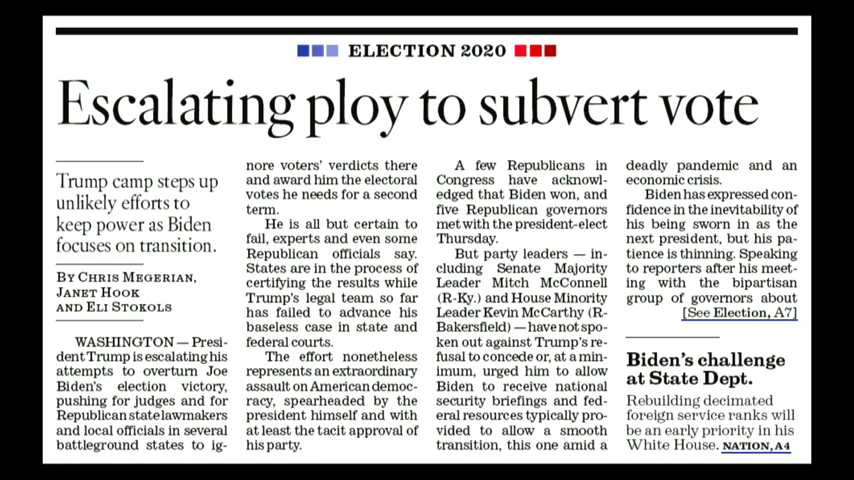 ELECTION 2020
Escalating ploy to subvert vote
Trump camp steps up
unlikely efforts to
keep power as Biden
focuses on transition.
BY CHRIS MEGERIAN,
JANET HOOK
AND ELI STOKOLS
WASHINGTON — Presi-
dent Trump is escalating his
attempts to overturn Joe
Biden's election victory,
pushing for judges and for
Republican state lawmakers
and local officials in several
battleground states to ig-
nore voters' verdicts there
and award him the electoral
votes he needs for a second
term.
He is all but certain to
fail, experts and even some
Republican officials say.
States are in the process of
certifying the results while
Trump's legal team so far
has failed to advance his
baseless case in state and
federal courts.
The effort nonetheless
represents an extraordinary
assault on American democ-
racy, spearheaded by the
president himself and with
at least the tacit approval of
his party.
A few Republicans in
Congress have acknowl-
edged that Biden won, and
five Republican governors
met with the president-elect
Thursday.
But party leaders — in-
cluding Senate Majority
Leader Mitch McConnell
(R-Ky.) and House Minority
Leader Kevin McCarthy (R-
Bakersfield) — have not spo-
ken out against Trump's re-
fusal to concede or, at a min-
imum, urged him to allow
Biden to receive national
security briefings and fed-
eral resources typically pro-
vided to allow a smooth
transition, this one amid a
deadly pandemic and an
economic crisis.
Biden has expressed con-
fidence in the inevitability of
his being sworn in as the
next president, but his pa-
tience is thinning. Speaking
to reporters after his meet-
ing with the bipartisan
group of governors about
[See Election, A7]
Biden's challenge
at State Dept.
Rebuilding decimated
foreign service ranks will
be an early priority in his
White House. NATION, A4